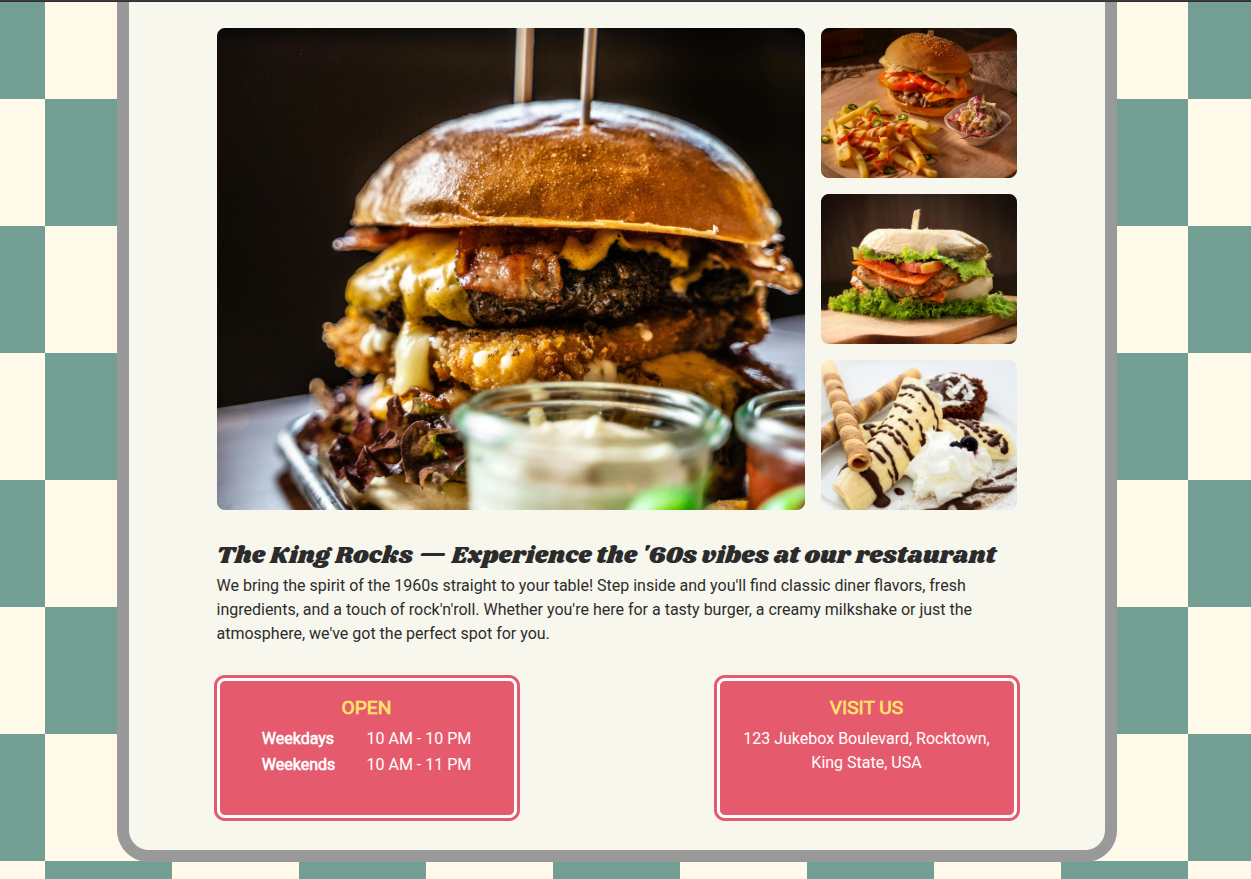 The King Rocks — Experience the '60s vibes at our restaurant
We bring the spirit of the 1960s straight to your table! Step inside and you'll find classic diner flavors, fresh
ingredients, and a touch of rock'n'roll. Whether you're here for a tasty burger, a creamy milkshake or just the
atmosphere, we've got the perfect spot for you.
OPEN
Weekdays 10 AM - 10 PM
Weekends 10 AM - 11 PM
VISIT US
123 Jukebox Boulevard, Rocktown,
King State, USA